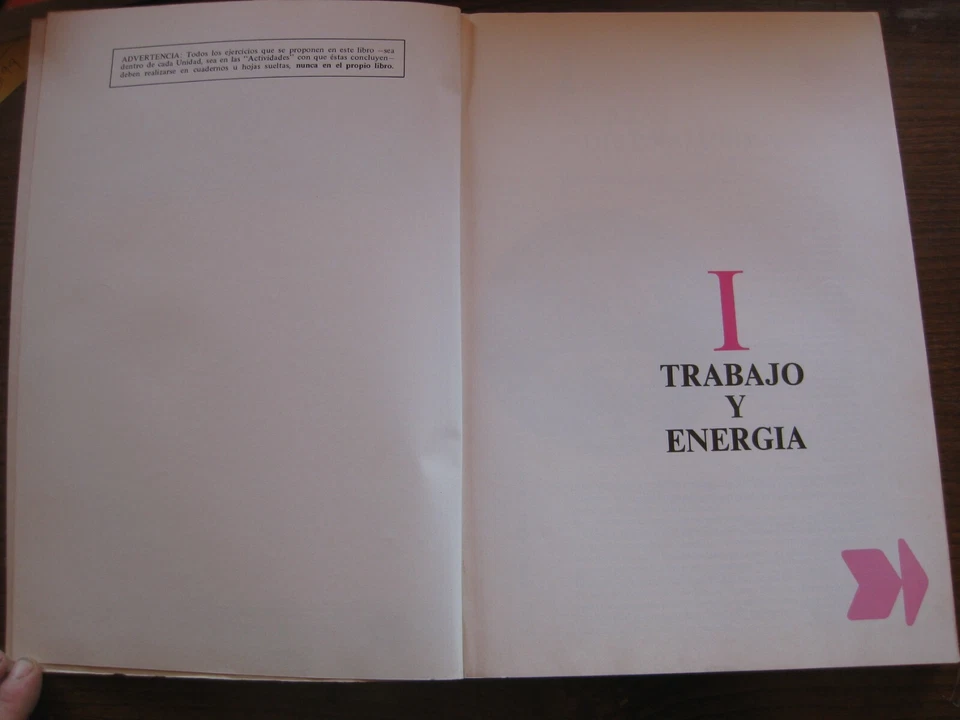 ADVERTENCIA: Todos los ejercicios que se proponen en este libro —sea
dentro de cada Unidad, sea en las "Actividades" con que éstas concluyen—
deben realizarse en cuadernos u hojas sueltas, nunca en el propio libro.
I
TRABAJO
Y
ENERGIA